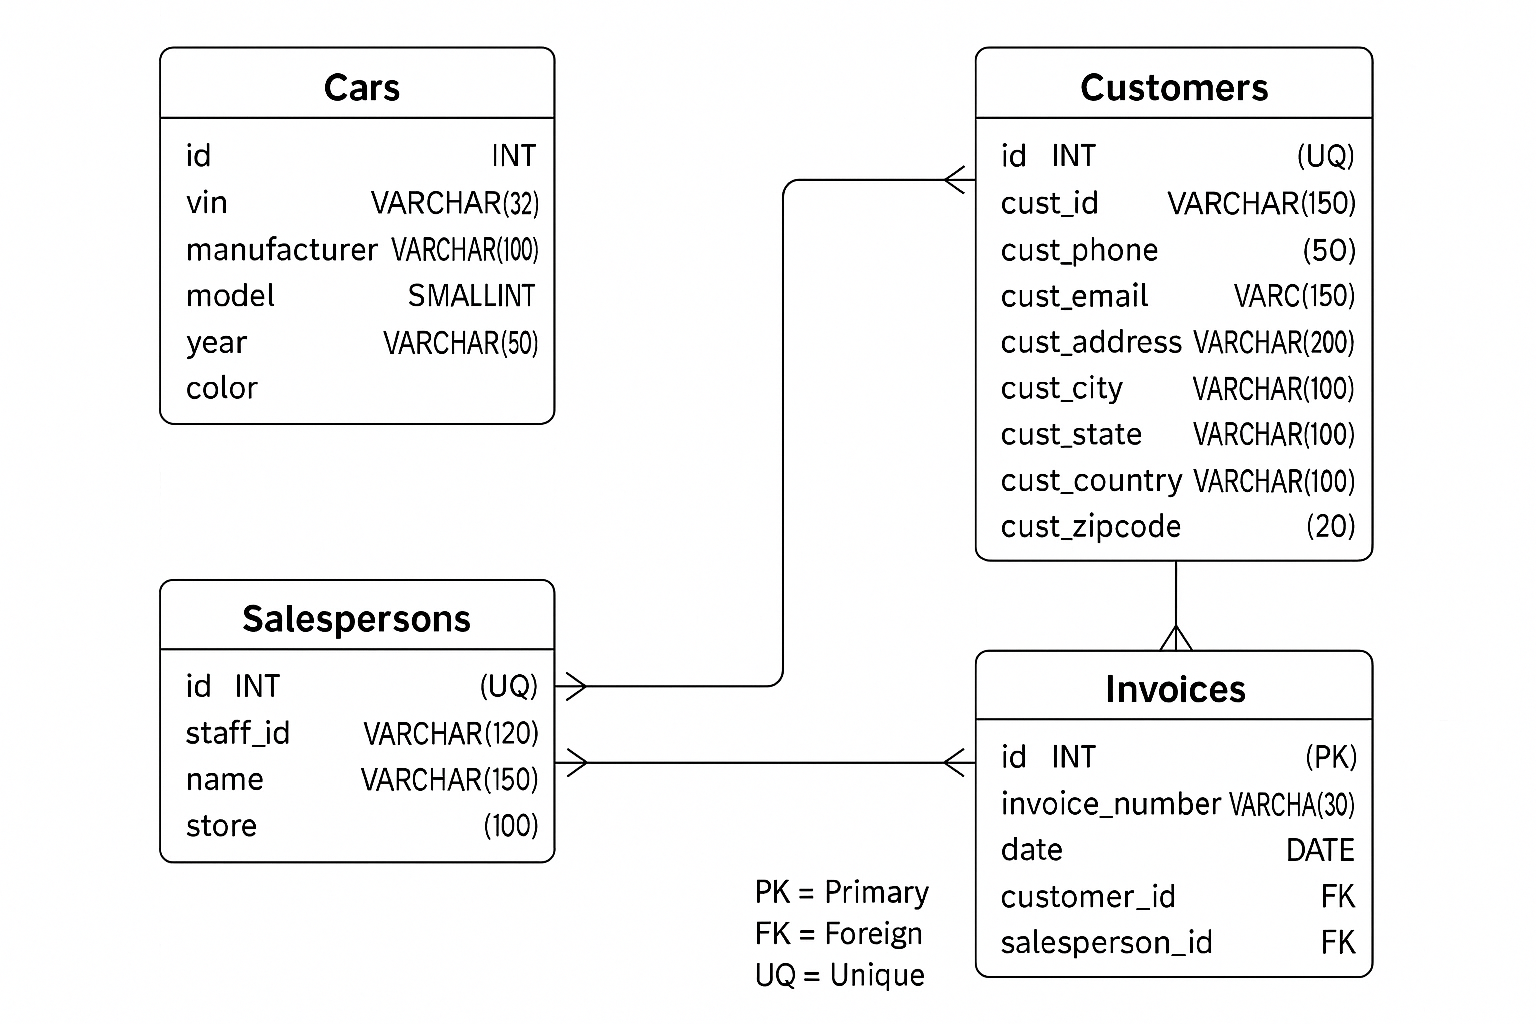 Cars
id INT
vin VARCHAR(32)
manufacturer VARCHAR(100)
model SMALLINT
year VARCHAR(50)
color
Customers
id INT (UQ)
cust_id VARCHAR(150)
cust_phone (50)
cust_email VARC(150)
cust_address VARCHAR(200)
cust_city VARCHAR(100)
cust_state VARCHAR(100)
cust_country VARCHAR(100)
cust_zipcode (20)
Salespersons
id INT (UQ)
staff_id VARCHAR(120)
name VARCHAR(150)
store (100)
Invoices
id INT (PK)
invoice_number VARCHA(30)
date DATE
customer_id FK
salesperson_id FK
PK = Primary
FK = Foreign
UQ = Unique